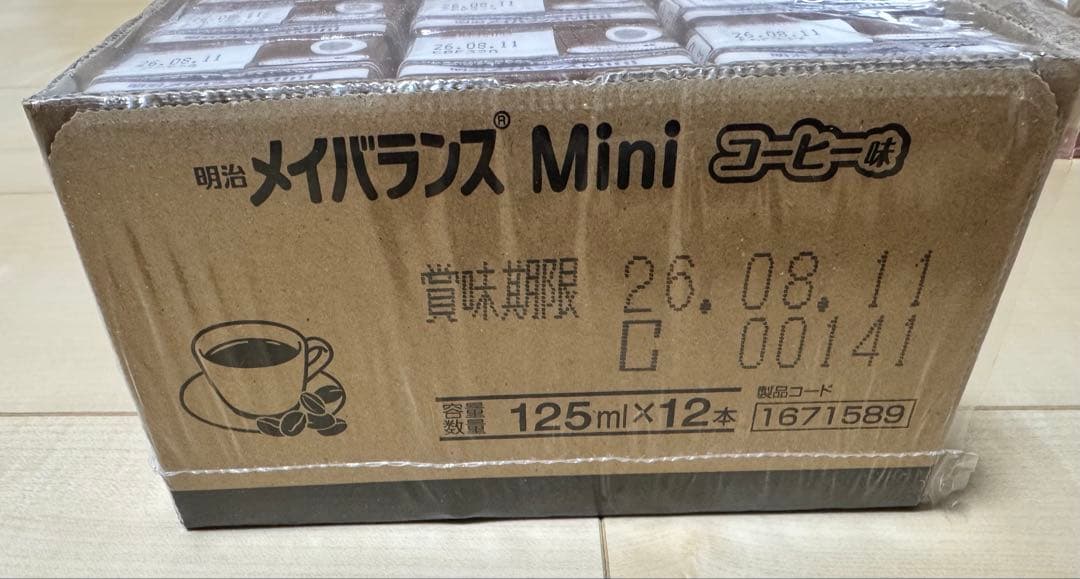 26.08.11
26.08.11
26.08.11
明治メイバランス® Mini コーヒー味
賞味期限 26.08.11
C 00141
容量
数量 125ml×12本
製品コード
1671589